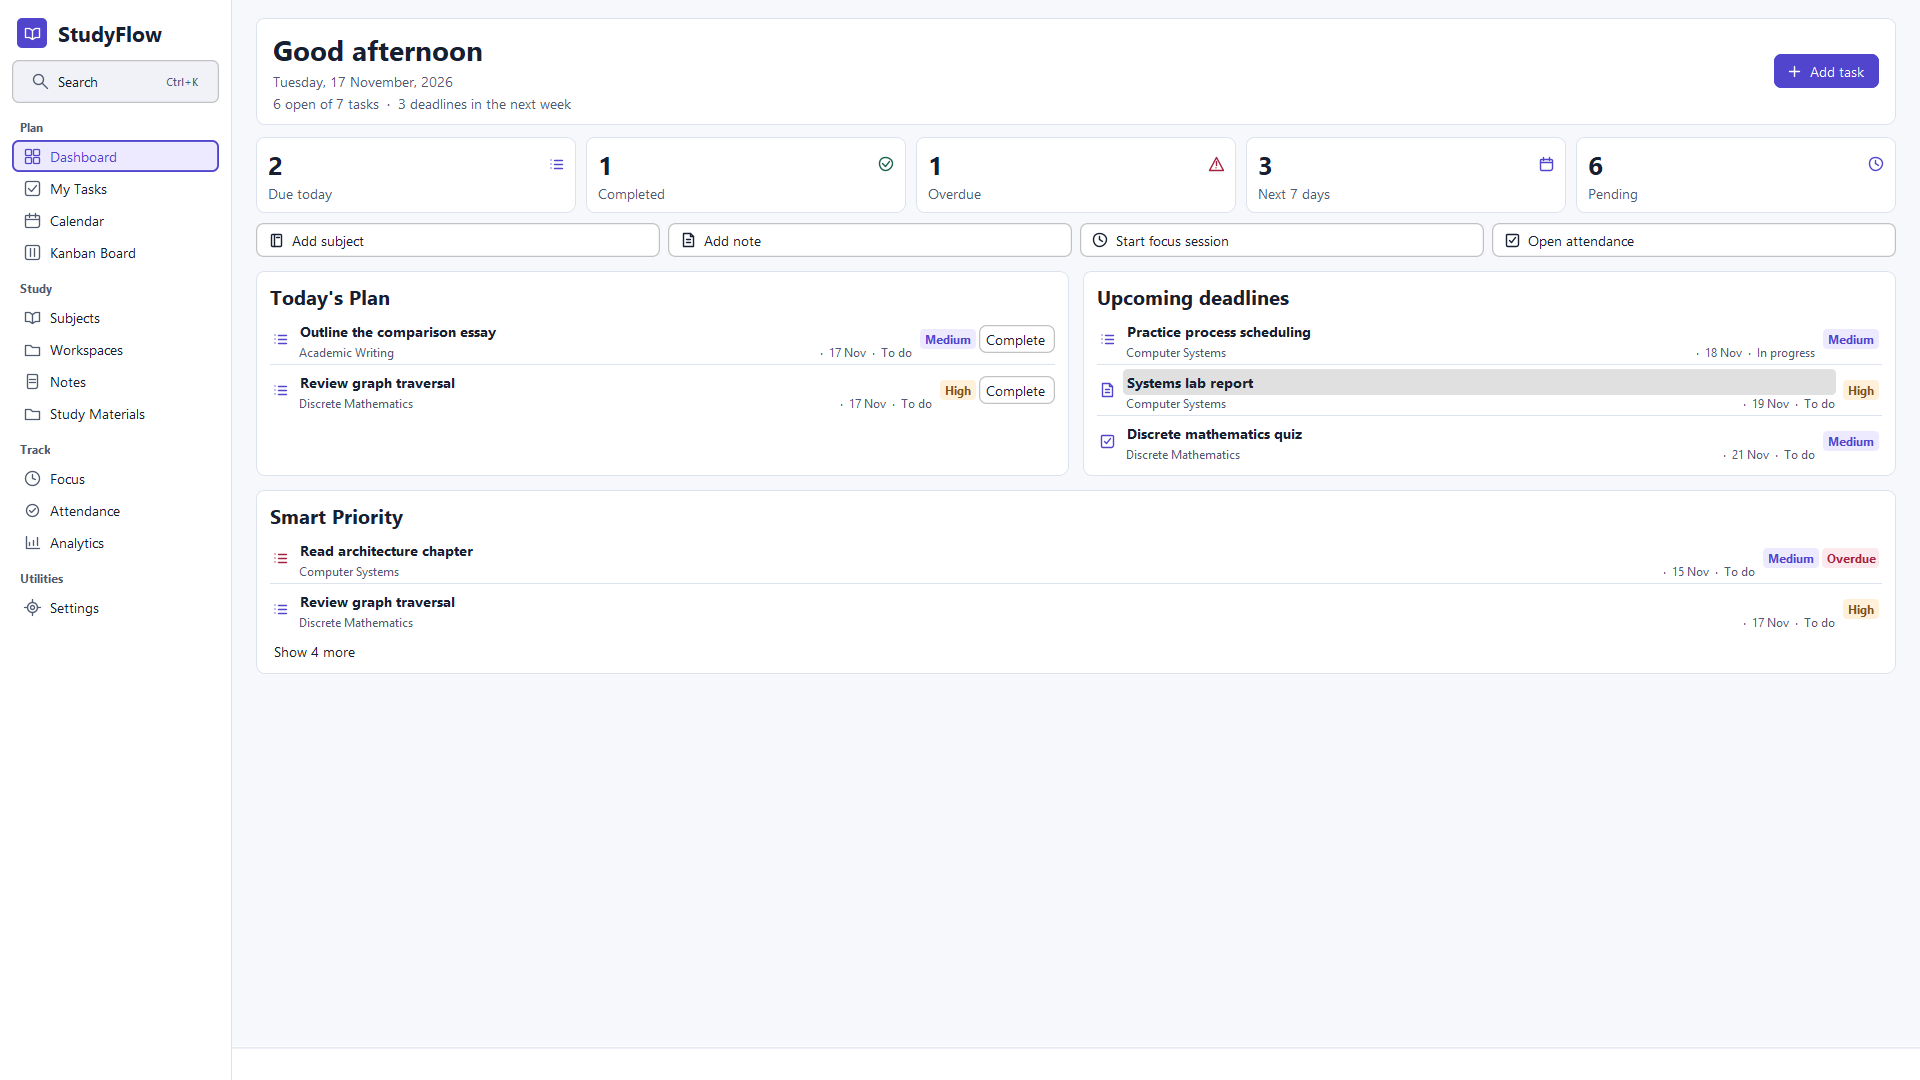 StudyFlow
Search Ctrl+K
Plan
Dashboard
My Tasks
Calendar
Kanban Board
Study
Subjects
Workspaces
Notes
Study Materials
Track
Focus
Attendance
Analytics
Utilities
Settings
Good afternoon
Tuesday, 17 November, 2026
6 open of 7 tasks · 3 deadlines in the next week
Add task
2
Due today
1
Completed
1
Overdue
3
Next 7 days
6
Pending
Add subject
Add note
Start focus session
Open attendance
Today's Plan
Outline the comparison essay
Academic Writing · 17 Nov · To do Medium Complete
Review graph traversal
Discrete Mathematics · 17 Nov · To do High Complete
Upcoming deadlines
Practice process scheduling
Computer Systems · 18 Nov · In progress Medium
Systems lab report
Computer Systems · 19 Nov · To do High
Discrete mathematics quiz
Discrete Mathematics · 21 Nov · To do Medium
Smart Priority
Read architecture chapter
Computer Systems · 15 Nov · To do Medium Overdue
Review graph traversal
Discrete Mathematics · 17 Nov · To do High
Show 4 more